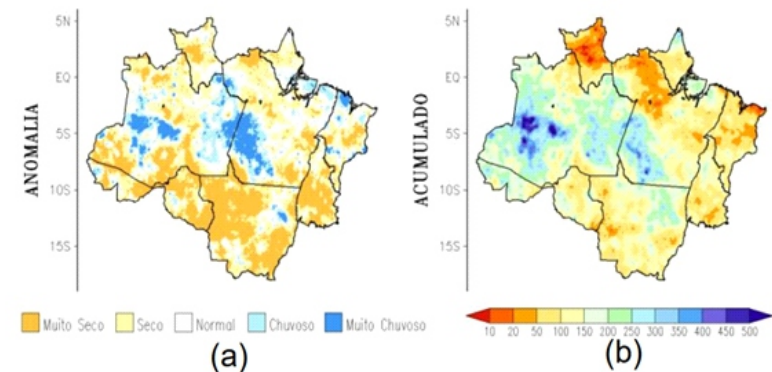 5N
EQ
5S
10S
15S
ANOMALIA
Muito Seco Seco Normal Chuvoso Muito Chuvoso
(a)
5N
EQ
5S
10S
15S
ACUMULADO
10 20 50 100 150 200 250 300 350 400 450 500
(b)